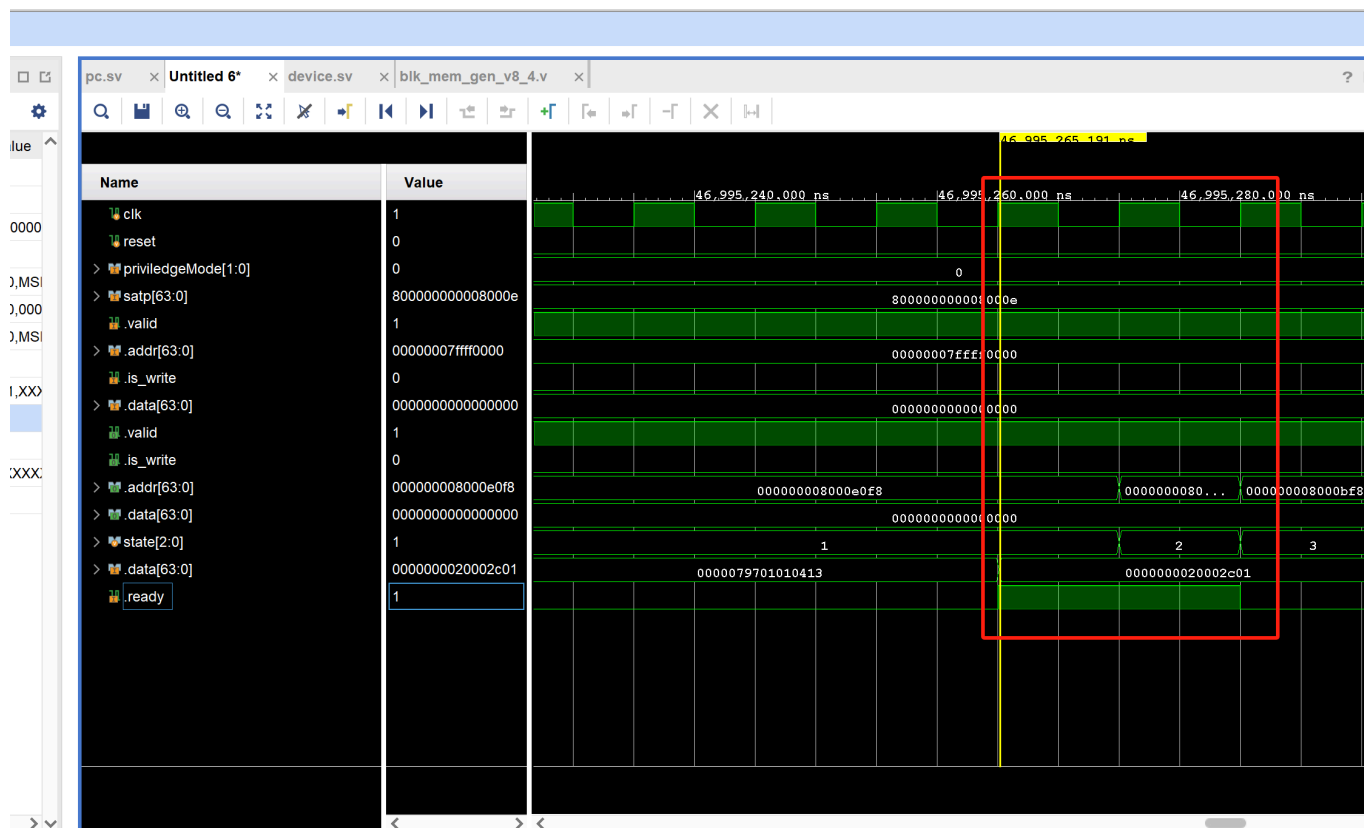 pc.sv × Untitled 6* × device.sv × blk_mem_gen_v8_4.v × ?
lue
0000
0,MSI
0,000
0,MSI
1,XXX
XXXX
46,995,265.191 ns
Name Value
46,995,240.000 ns 46,995,260.000 ns 46,995,280.000 ns
clk 1
reset 0
priviledgeMode[1:0] 0 0
satp[63:0] 800000000008000e 800000000008000e
.valid 1
.addr[63:0] 00000007ffff0000 00000007ffff0000
.is_write 0
.data[63:0] 0000000000000000 0000000000000000
.valid 1
.is_write 0
.addr[63:0] 000000008000e0f8 000000008000e0f8 0000000080... 000000008000bf8
.data[63:0] 0000000000000000 0000000000000000
state[2:0] 1 1 2 3
.data[63:0] 0000000020002c01 0000079701010413 0000000020002c01
.ready 1